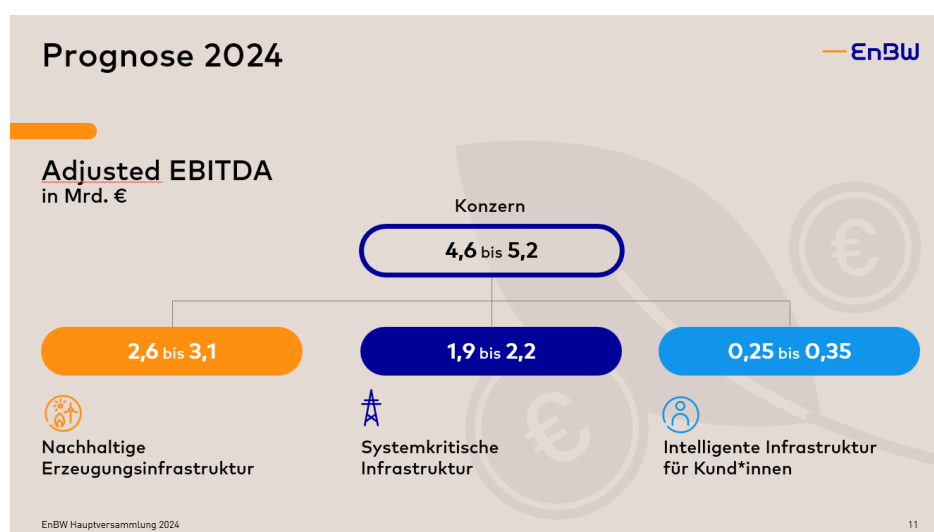 Prognose 2024
EnBW
Adjusted EBITDA
in Mrd. €
Konzern
4,6 bis 5,2
2,6 bis 3,1
1,9 bis 2,2
0,25 bis 0,35
Nachhaltige
Erzeugungsinfrastruktur
Systemkritische
Infrastruktur
Intelligente Infrastruktur
für Kund*innen
€
€
EnBW Hauptversammlung 2024
11